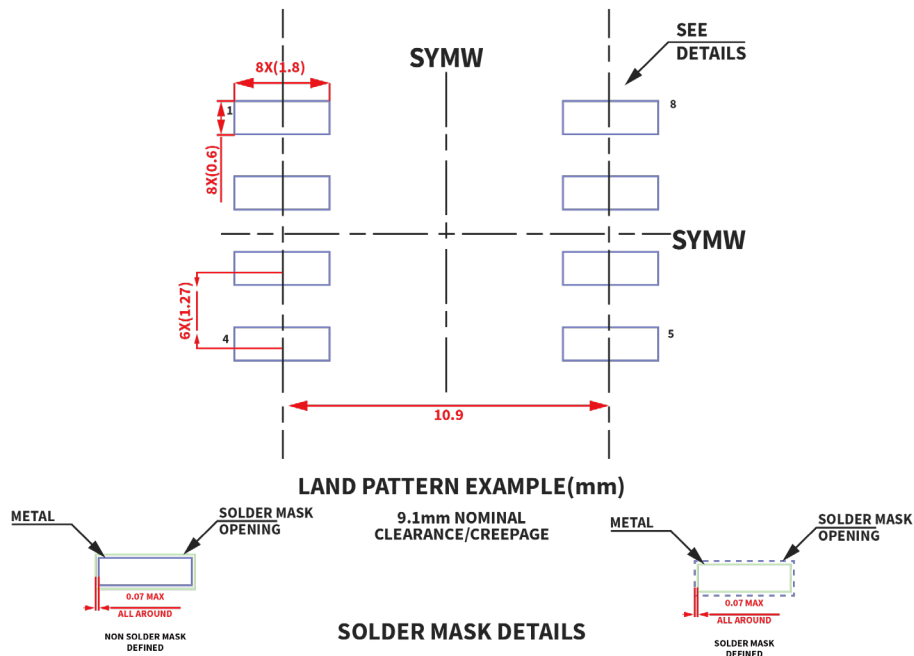 SEE
DETAILS
SYMW
8X(1.8)
1
8
8X(0.6)
SYMW
6X(1.27)
4
5
10.9
LAND PATTERN EXAMPLE(mm)
9.1mm NOMINAL
CLEARANCE/CREEPAGE
METAL
SOLDER MASK
OPENING
0.07 MAX
ALL AROUND
NON SOLDER MASK
DEFINED
METAL
SOLDER MASK
OPENING
0.07 MAX
ALL AROUND
SOLDER MASK
DEFINED
SOLDER MASK DETAILS